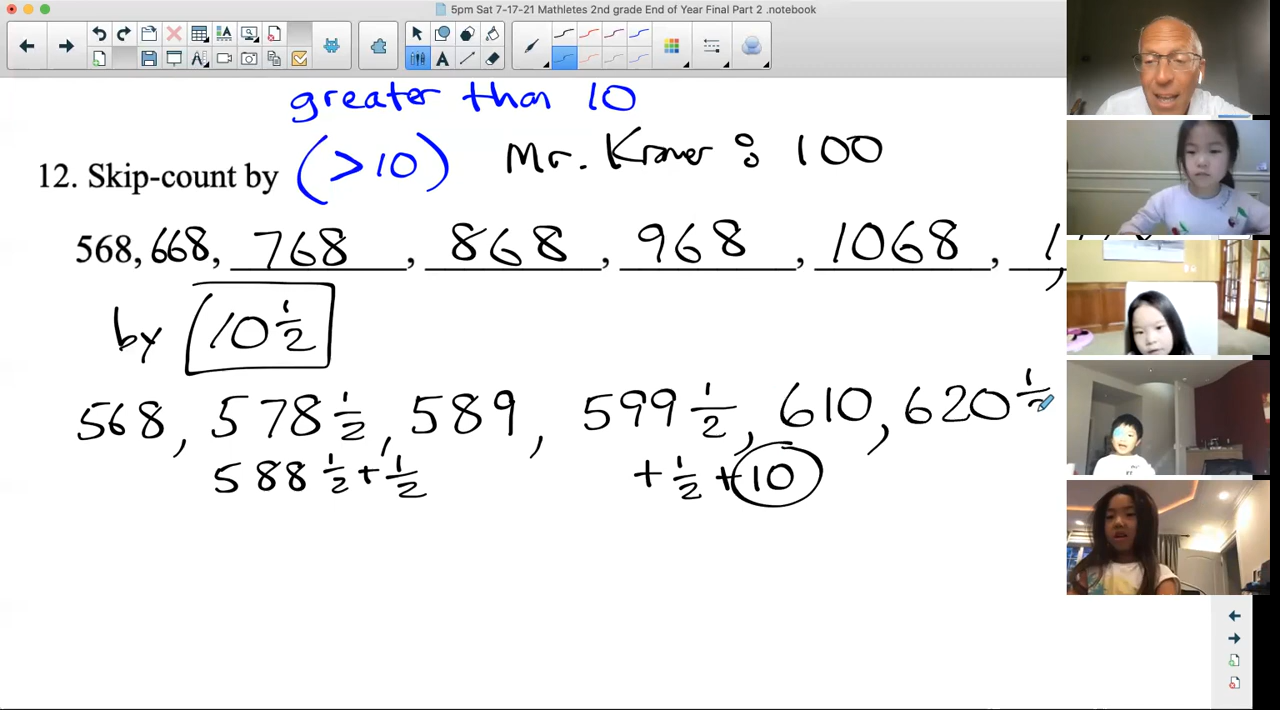 5pm Sat 7-17-21 Mathletes 2nd grade End of Year Final Part 2 .notebook
greater than 10
12. Skip-count by (>10) Mr. Kramer : 100
568, 668, 768, 868, 968, 1068,
by 10 1/2
568, 578 1/2, 589, 599 1/2, 610, 620 1/2
588 1/2 + 1/2 + 1/2 + 10